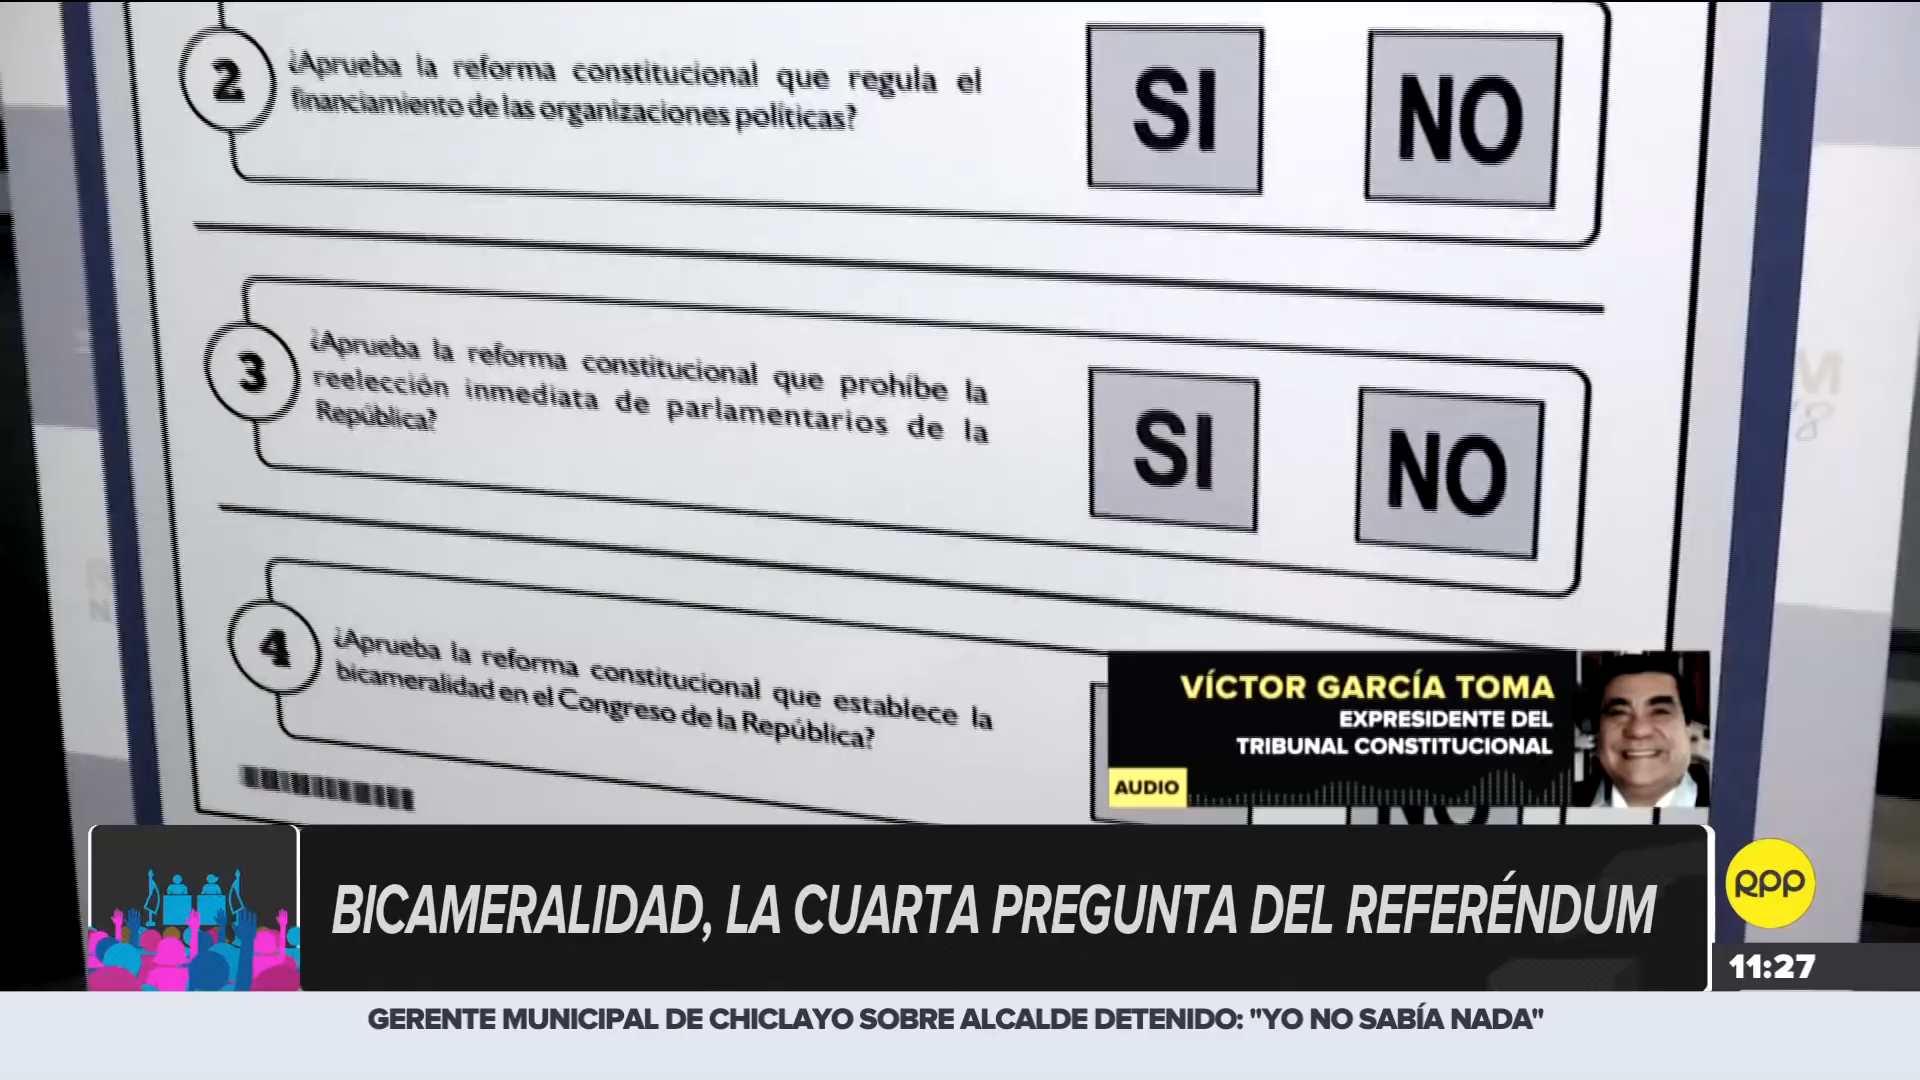 2
¿Aprueba la reforma constitucional que regula el
financiamiento de las organizaciones políticas?
SI
NO
3
¿Aprueba la reforma constitucional que prohíbe la
reelección inmediata de parlamentarios de la
República?
SI
NO
4
¿Aprueba la reforma constitucional que establece la
bicameralidad en el Congreso de la República?
NO
VÍCTOR GARCÍA TOMA
EXPRESIDENTE DEL
TRIBUNAL CONSTITUCIONAL
AUDIO
BICAMERALIDAD, LA CUARTA PREGUNTA DEL REFERÉNDUM
RPP
11:27
GERENTE MUNICIPAL DE CHICLAYO SOBRE ALCALDE DETENIDO: "YO NO SABÍA NADA"